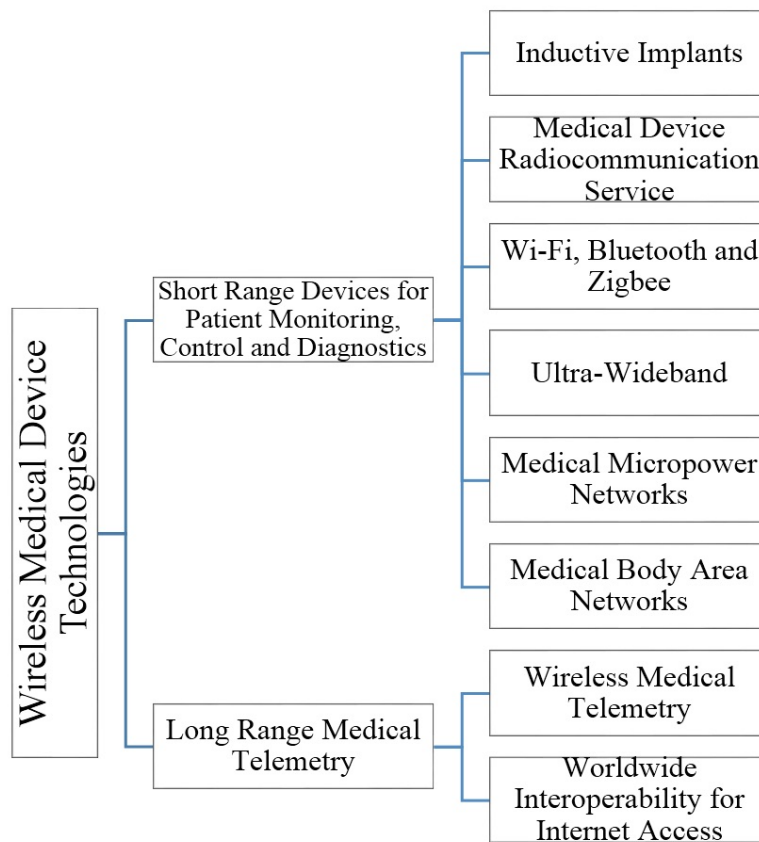 Wireless Medical Device
Technologies
Short Range Devices for
Patient Monitoring,
Control and Diagnostics
Inductive Implants
Medical Device
Radiocommunication
Service
Wi-Fi, Bluetooth and
Zigbee
Ultra-Wideband
Medical Micropower
Networks
Medical Body Area
Networks
Long Range Medical
Telemetry
Wireless Medical
Telemetry
Worldwide
Interoperability for
Internet Access